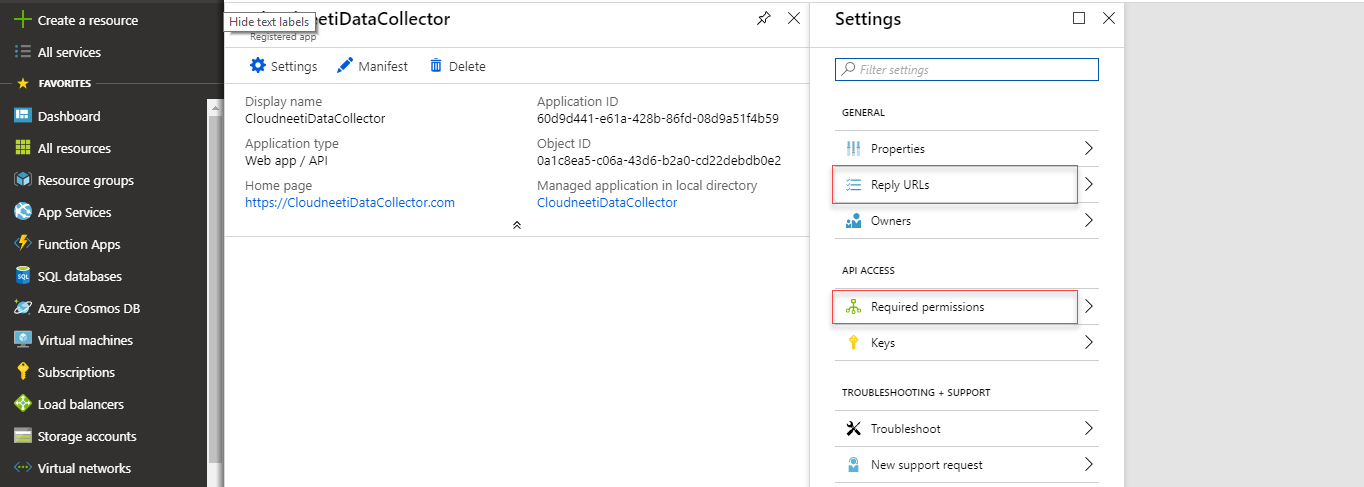 Create a resource
All services
FAVORITES
Dashboard
All resources
Resource groups
App Services
Function Apps
SQL databases
Azure Cosmos DB
Virtual machines
Subscriptions
Load balancers
Storage accounts
Virtual networks
Hide text labels
netiDataCollector
Registered app
Settings
Manifest
Delete
Display name
CloudneetiDataCollector
Application type
Web app / API
Home page
https://CloudneetiDataCollector.com
Application ID
60d9d441-e61a-428b-86fd-08d9a51f4b59
Object ID
0a1c8ea5-c06a-43d6-b2a0-cd22debdb0e2
Managed application in local directory
CloudneetiDataCollector
Settings
Filter settings
GENERAL
Properties
Reply URLs
Owners
API ACCESS
Required permissions
Keys
TROUBLESHOOTING + SUPPORT
Troubleshoot
New support request